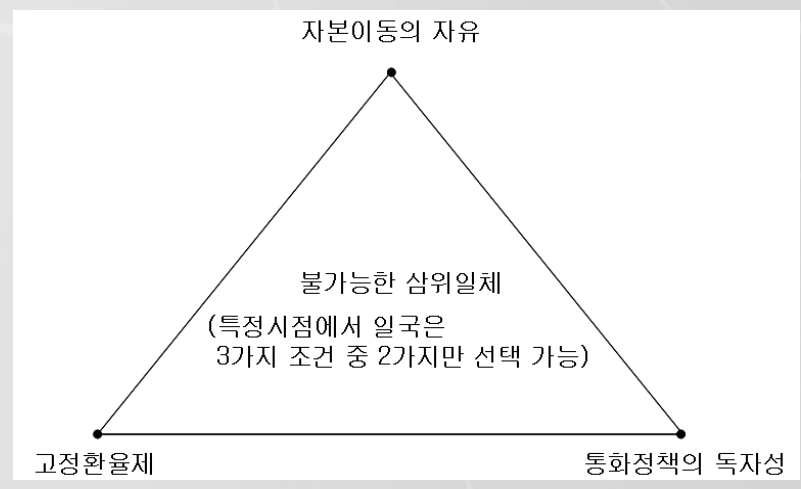 자본이동의 자유
불가능한 삼위일체
(특정시점에서 일국은
3가지 조건 중 2가지만 선택 가능)
고정환율제
통화정책의 독자성